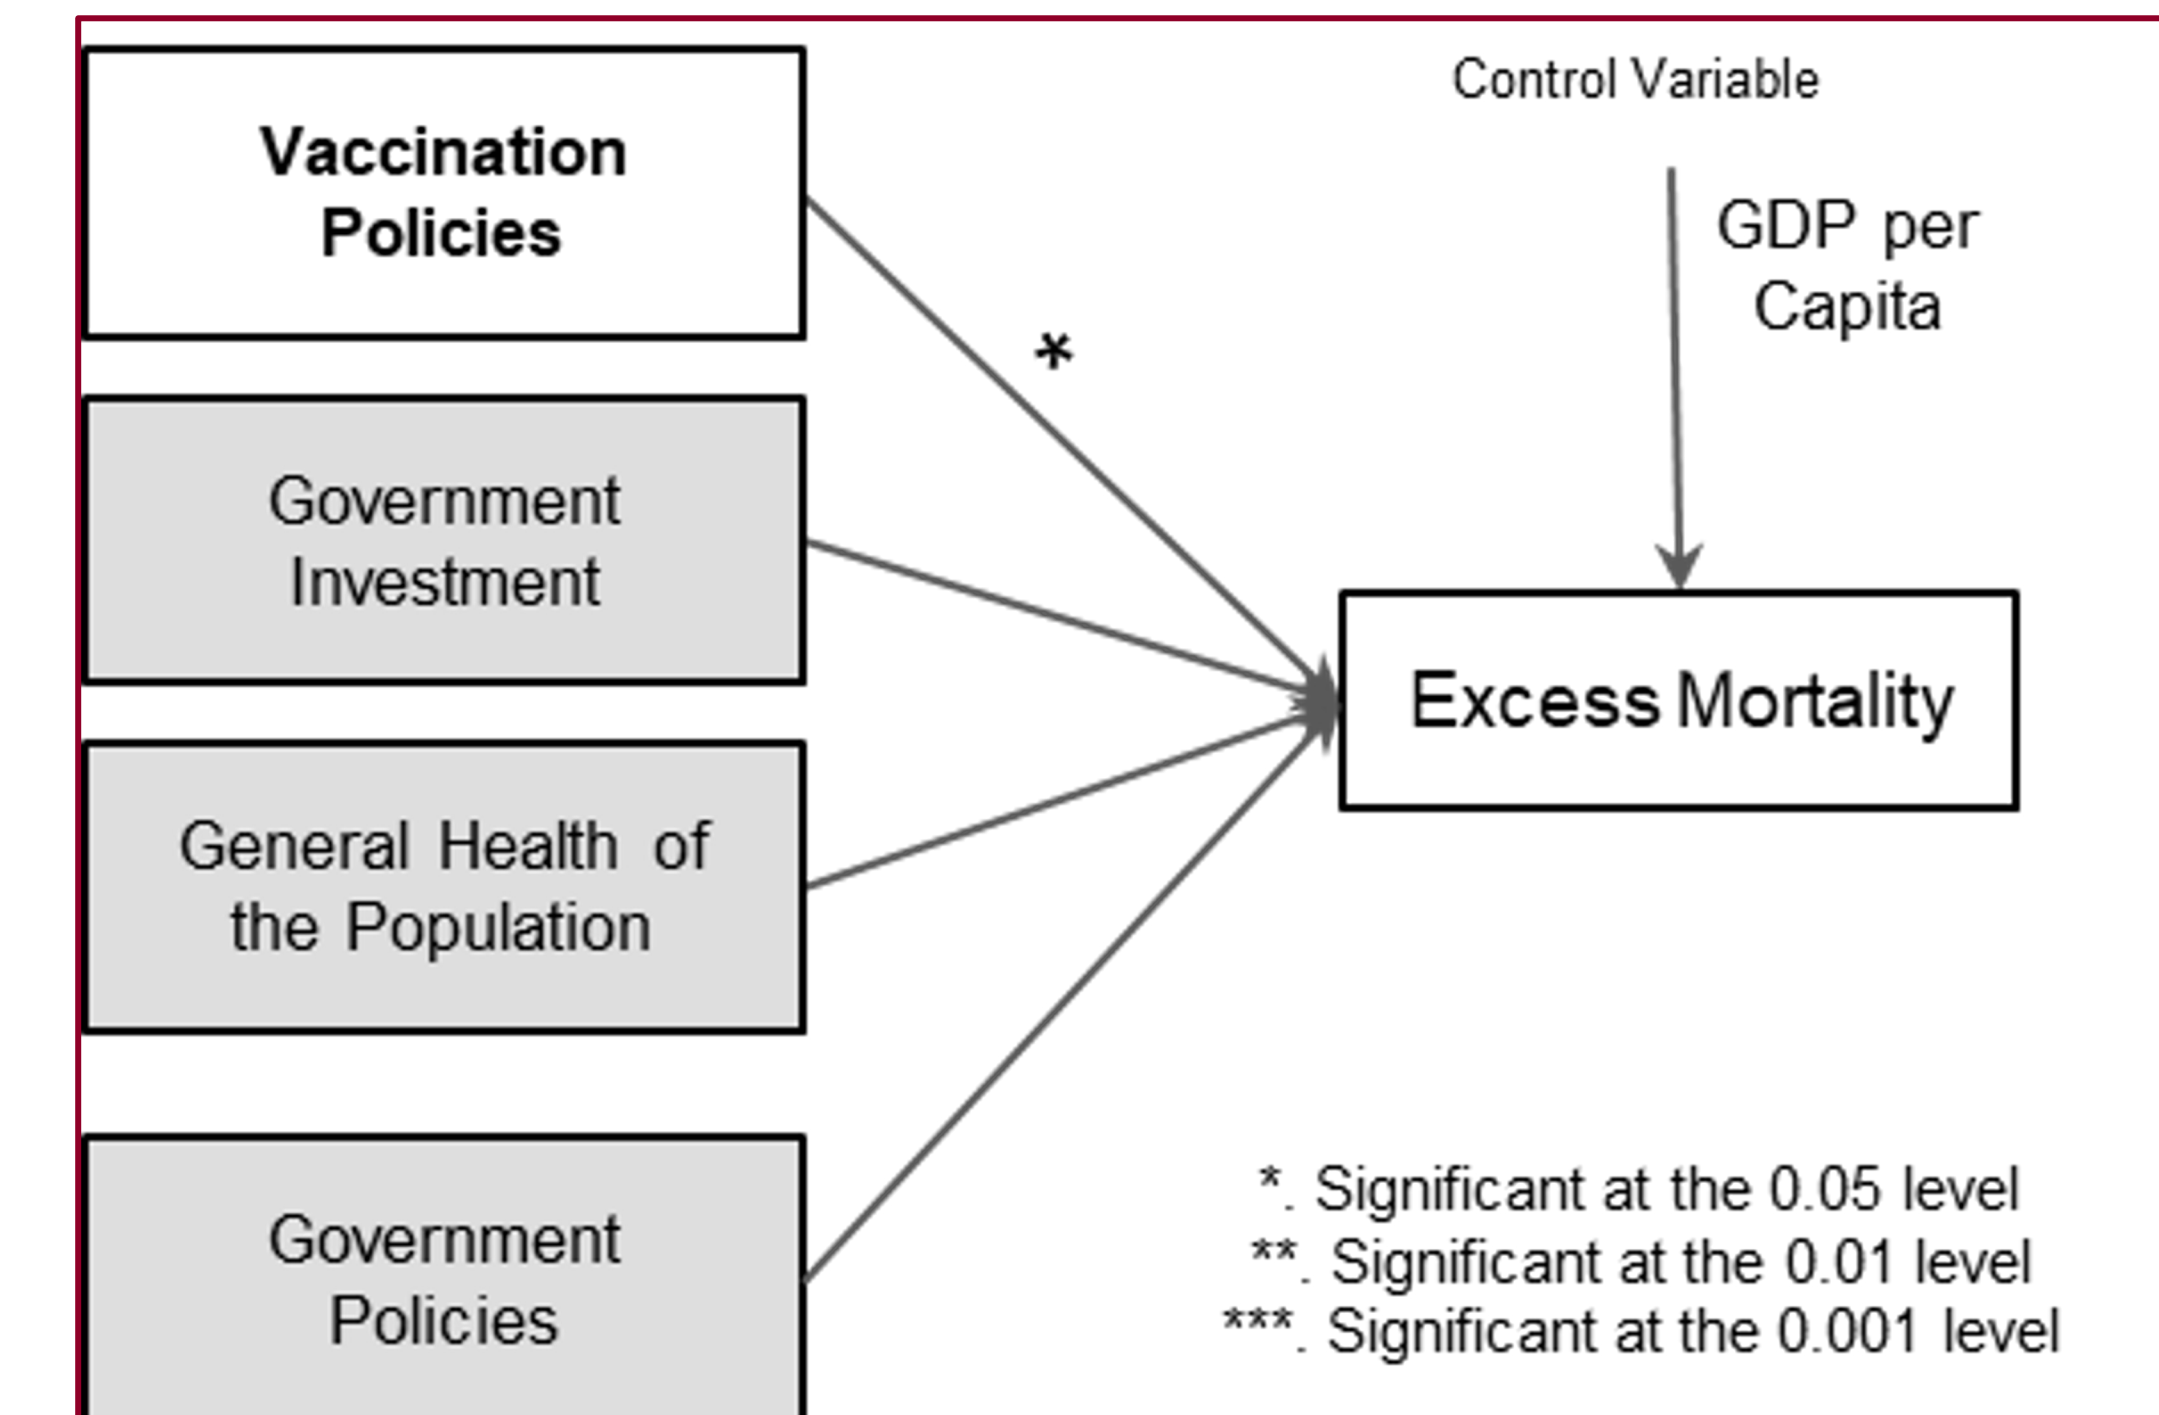 Vaccination
Policies
*
Control Variable
GDP per
Capita
Government
Investment
Excess Mortality
General Health of
the Population
Government
Policies
*. Significant at the 0.05 level
**. Significant at the 0.01 level
***. Significant at the 0.001 level